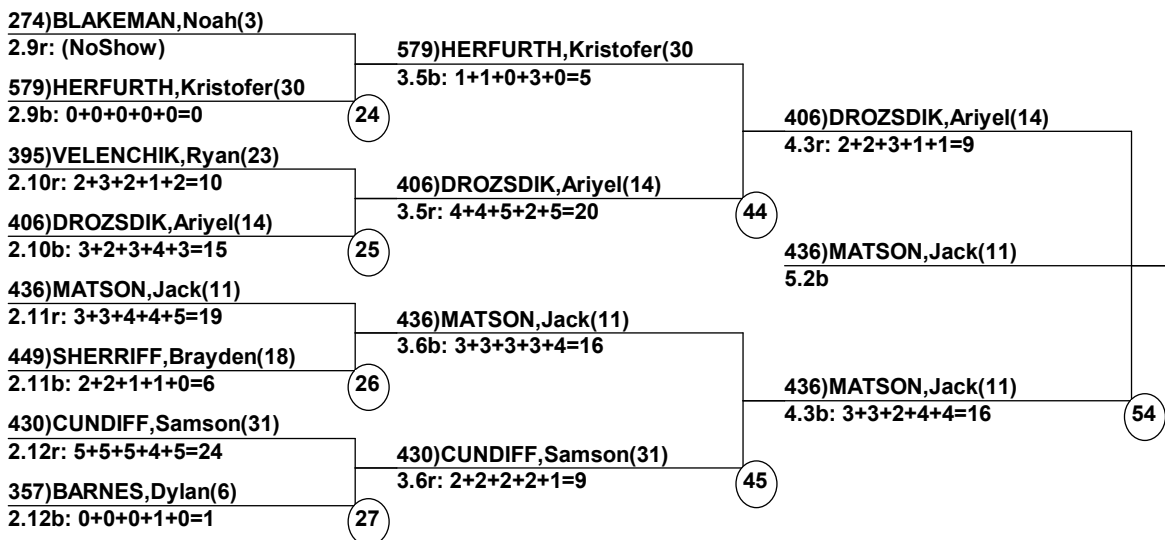 274)BLAKEMAN,Noah(3)
2.9r: (NoShow)
579)HERFURTH,Kristofer(30
2.9b: 0+0+0+0+0=0
24
395)VELENCHIK,Ryan(23)
2.10r: 2+3+2+1+2=10
406)DROZSDIK,Ariyel(14)
2.10b: 3+2+3+4+3=15
25
436)MATSON,Jack(11)
2.11r: 3+3+4+4+5=19
449)SHERRIFF,Brayden(18)
2.11b: 2+2+1+1+0=6
26
430)CUNDIFF,Samson(31)
2.12r: 5+5+5+4+5=24
357)BARNES,Dylan(6)
2.12b: 0+0+0+1+0=1
27
579)HERFURTH,Kristofer(30
3.5b: 1+1+0+3+0=5
406)DROZSDIK,Ariyel(14)
3.5r: 4+4+5+2+5=20
44
436)MATSON,Jack(11)
3.6b: 3+3+3+3+4=16
430)CUNDIFF,Samson(31)
3.6r: 2+2+2+2+1=9
45
406)DROZSDIK,Ariyel(14)
4.3r: 2+2+3+1+1=9
436)MATSON,Jack(11)
5.2b
436)MATSON,Jack(11)
4.3b: 3+3+2+4+4=16
54